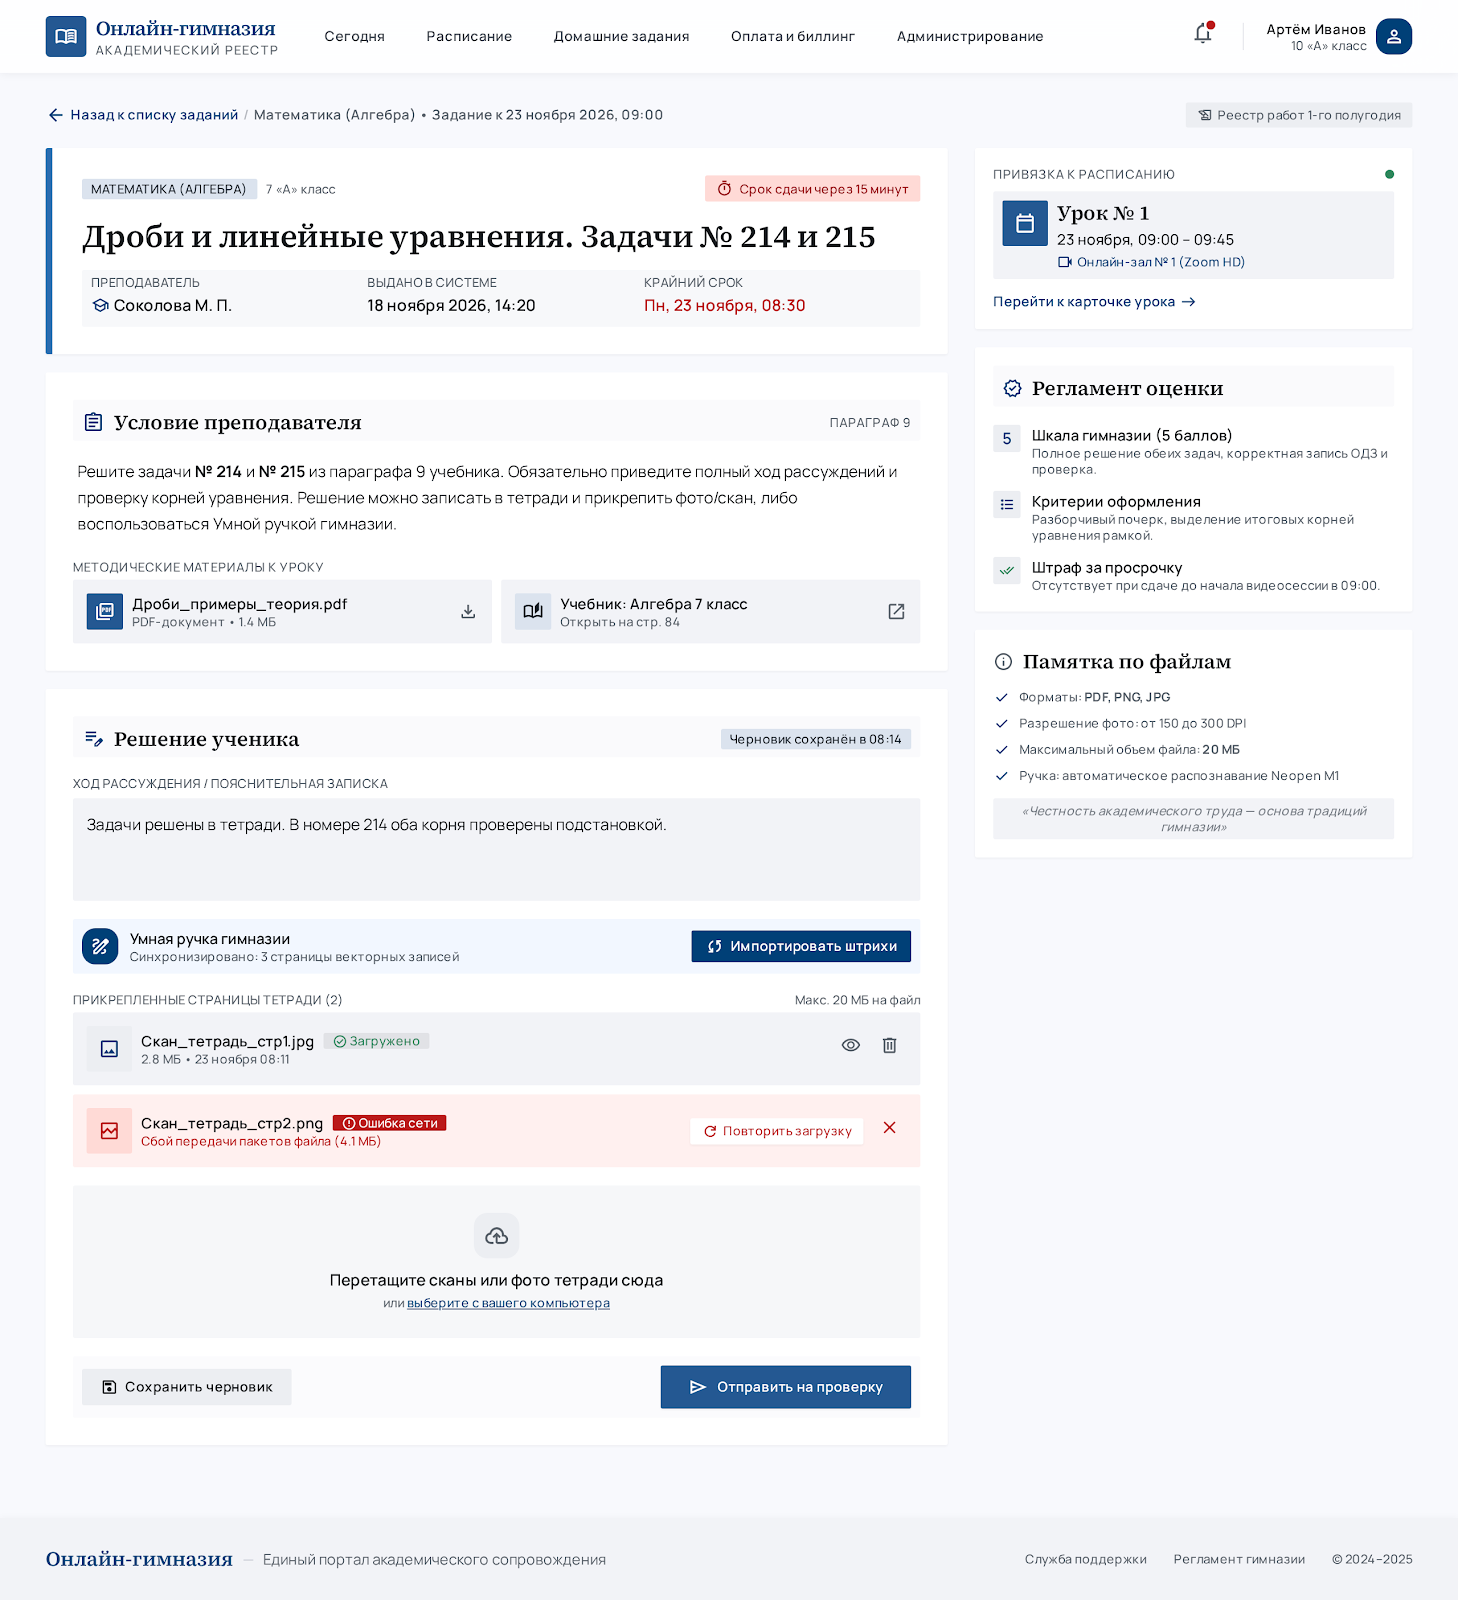 Онлайн-гимназия
АКАДЕМИЧЕСКИЙ РЕЕСТР
Сегодня
Расписание
Домашние задания
Оплата и биллинг
Администрирование
Артём Иванов
10 «А» класс
Назад к списку заданий / Математика (Алгебра) • Задание к 23 ноября 2026, 09:00
Реестр работ 1-го полугодия
МАТЕМАТИКА (АЛГЕБРА)
7 «А» класс
Срок сдачи через 15 минут
Дроби и линейные уравнения. Задачи № 214 и 215
ПРЕПОДАВАТЕЛЬ
Соколова М. П.
ВЫДАНО В СИСТЕМЕ
18 ноября 2026, 14:20
КРАЙНИЙ СРОК
Пн, 23 ноября, 08:30
Условие преподавателя
ПАРАГРАФ 9
Решите задачи № 214 и № 215 из параграфа 9 учебника. Обязательно приведите полный ход рассуждений и
проверку корней уравнения. Решение можно записать в тетради и прикрепить фото/скан, либо
воспользоваться Умной ручкой гимназии.
МЕТОДИЧЕСКИЕ МАТЕРИАЛЫ К УРОКУ
PDF
Дроби_примеры_теория.pdf
PDF-документ • 1.4 МБ
Учебник: Алгебра 7 класс
Открыть на стр. 84
Решение ученика
Черновик сохранён в 08:14
ХОД РАССУЖДЕНИЯ / ПОЯСНИТЕЛЬНАЯ ЗАПИСКА
Задачи решены в тетради. В номере 214 оба корня проверены подстановкой.
Умная ручка гимназии
Синхронизировано: 3 страницы векторных записей
Импортировать штрихи
ПРИКРЕПЛЕННЫЕ СТРАНИЦЫ ТЕТРАДИ (2)
Макс. 20 МБ на файл
Скан_тетрадь_стр1.jpg
Загружено
2.8 МБ • 23 ноября 08:11
Скан_тетрадь_стр2.png
Ошибка сети
Сбой передачи пакетов файла (4.1 МБ)
Повторить загрузку
Перетащите сканы или фото тетради сюда
или выберите с вашего компьютера
Сохранить черновик
Отправить на проверку
ПРИВЯЗКА К РАСПИСАНИЮ
Урок № 1
23 ноября, 09:00 – 09:45
Онлайн-зал № 1 (Zoom HD)
Перейти к карточке урока
Регламент оценки
5
Шкала гимназии (5 баллов)
Полное решение обеих задач, корректная запись ОДЗ и
проверка.
Критерии оформления
Разборчивый почерк, выделение итоговых корней
уравнения рамкой.
Штраф за просрочку
Отсутствует при сдаче до начала видеосессии в 09:00.
Памятка по файлам
Форматы: PDF, PNG, JPG
Разрешение фото: от 150 до 300 DPI
Максимальный объем файла: 20 МБ
Ручка: автоматическое распознавание Neopen M1
«Честность академического труда — основа традиций
гимназии»
Онлайн-гимназия — Единый портал академического сопровождения
Служба поддержки
Регламент гимназии
© 2024–2025